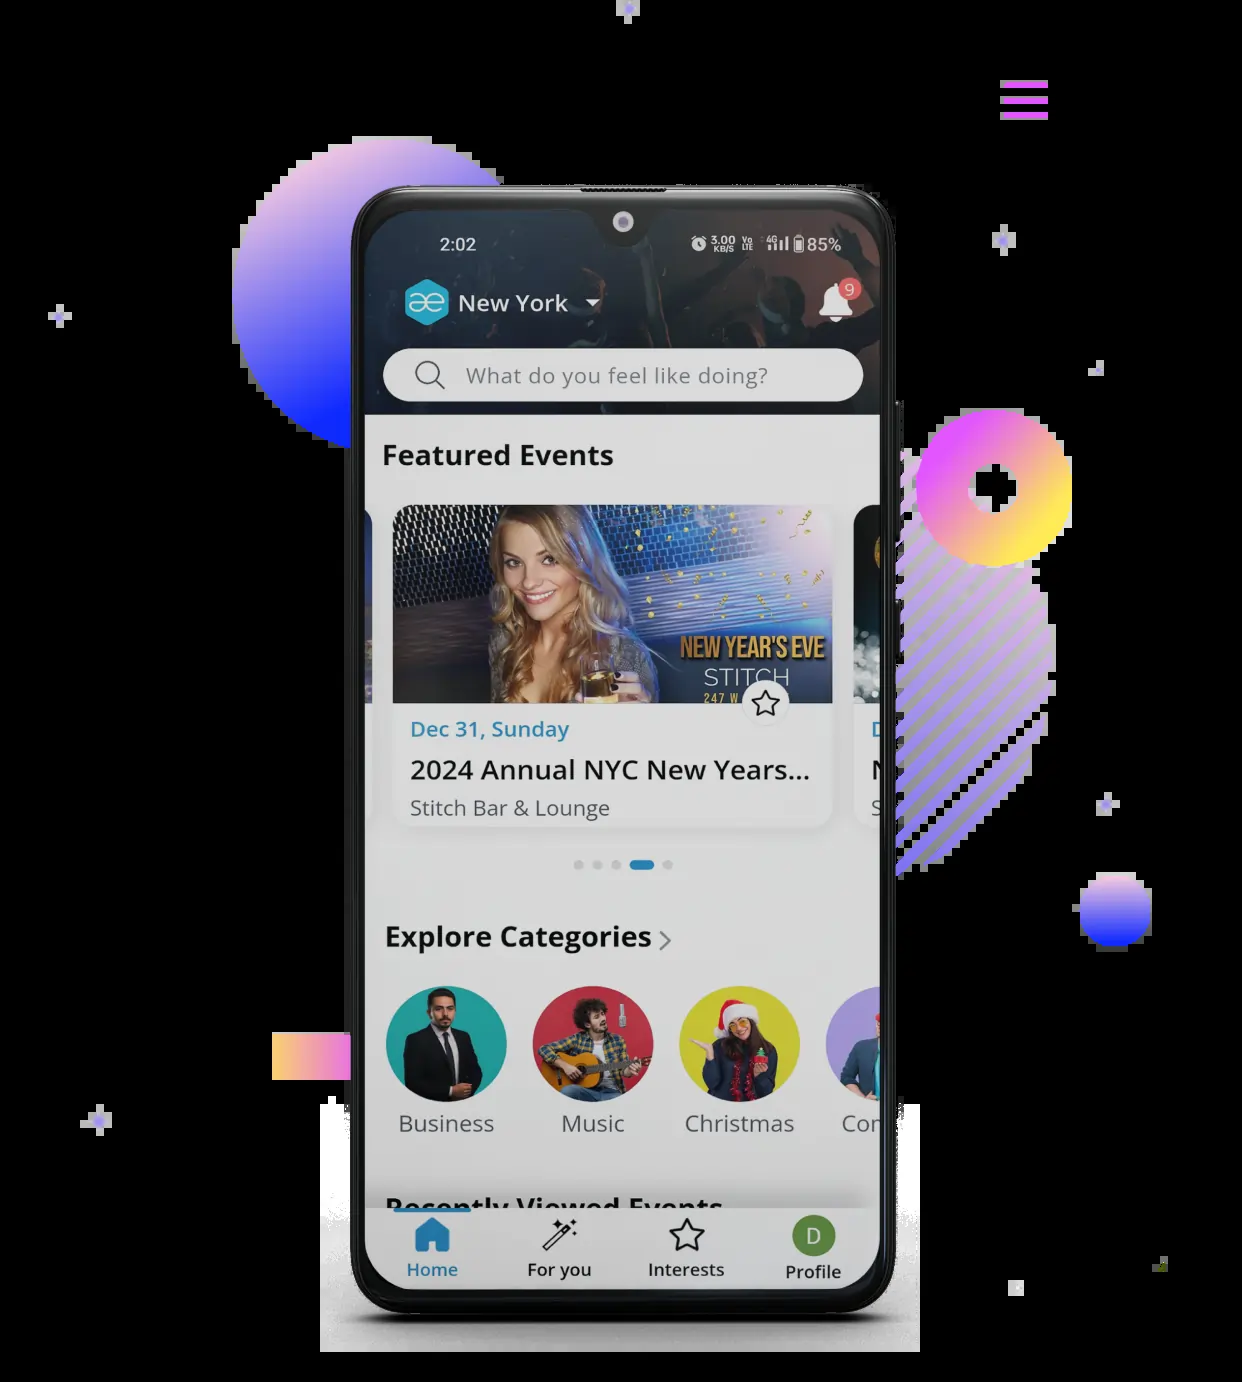 2:02
3.00 KB/S Vo LTE 4G 85%
æ New York
9
What do you feel like doing?
Featured Events
NEW YEAR'S EVE
STITCH
247 W
Dec 31, Sunday
2024 Annual NYC New Years...
Stitch Bar & Lounge
Explore Categories
Business Music Christmas Cor
Recently Viewed Events
D
Home For you Interests Profile